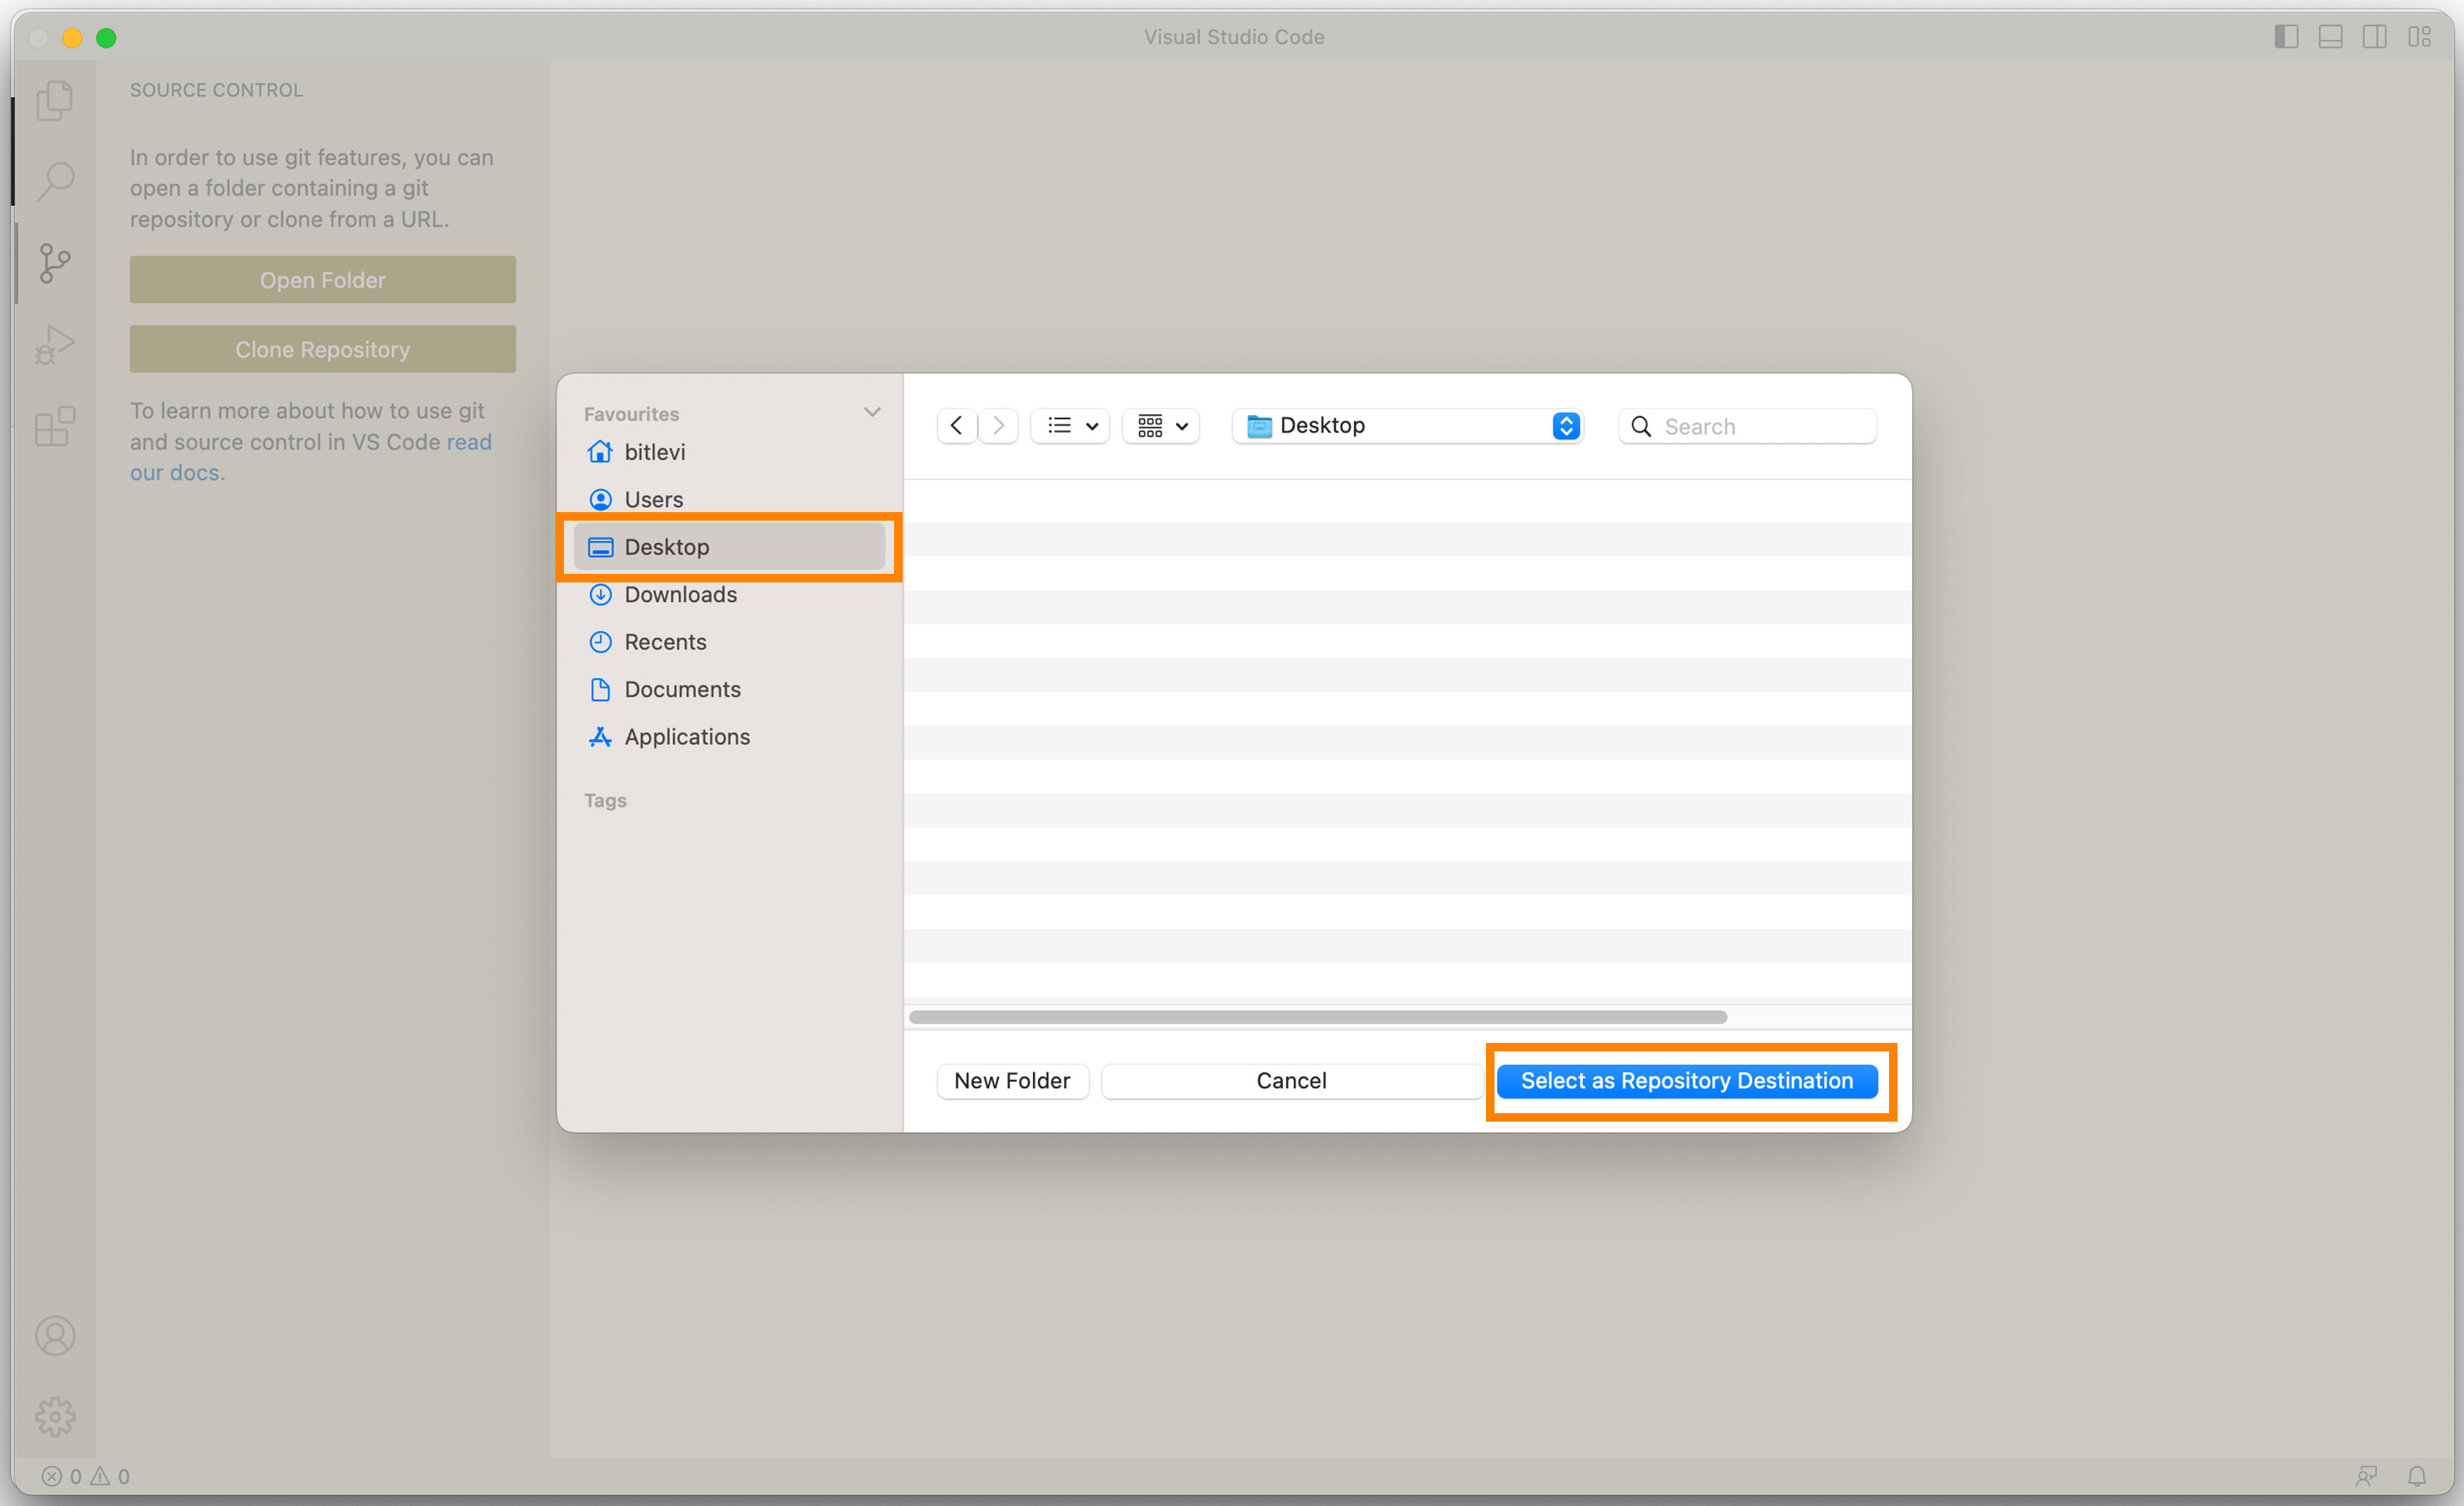 Visual Studio Code
SOURCE CONTROL
In order to use git features, you can
open a folder containing a git
repository or clone from a URL.
Open Folder
Clone Repository
To learn more about how to use git
and source control in VS Code read
our docs.
Favourites
bitlevi
Users
Desktop
Downloads
Recents
Documents
Applications
Tags
Desktop
Search
New Folder
Cancel
Select as Repository Destination
0 0